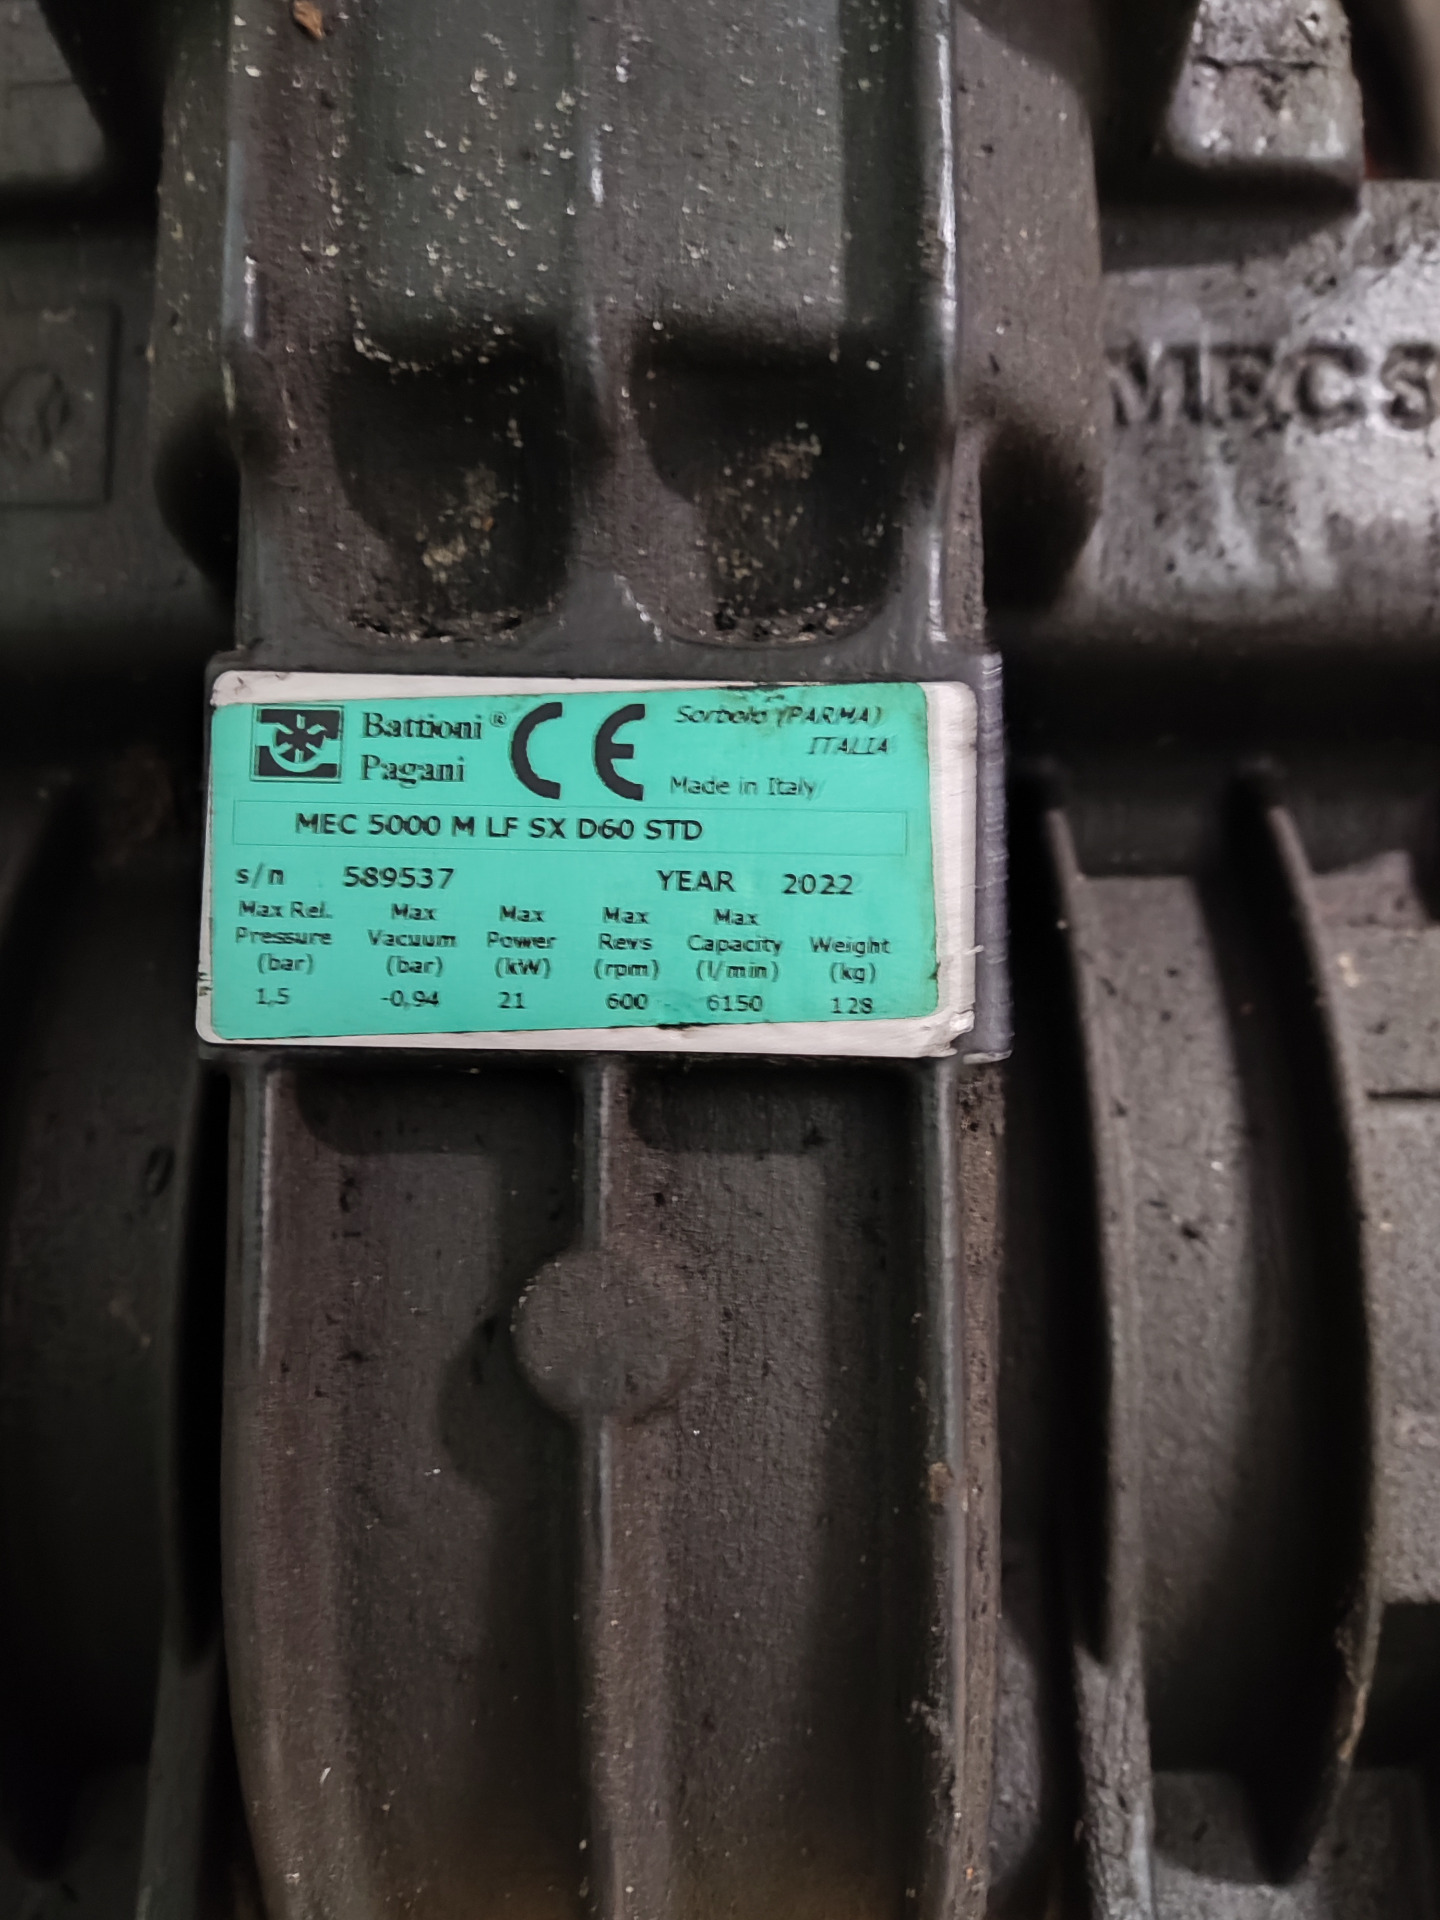 MEC 5
Battioni® CE Sorbolo (PARMA)
Pagani ITALIA
Made in Italy
MEC 5000 M LF SX D60 STD
s/n 589537 YEAR 2022
Max Rel. Max Max Max Max
Pressure Vacuum Power Revs Capacity Weight
(bar) (bar) (kW) (rpm) (l/min) (kg)
1,5 -0,94 21 600 6150 128